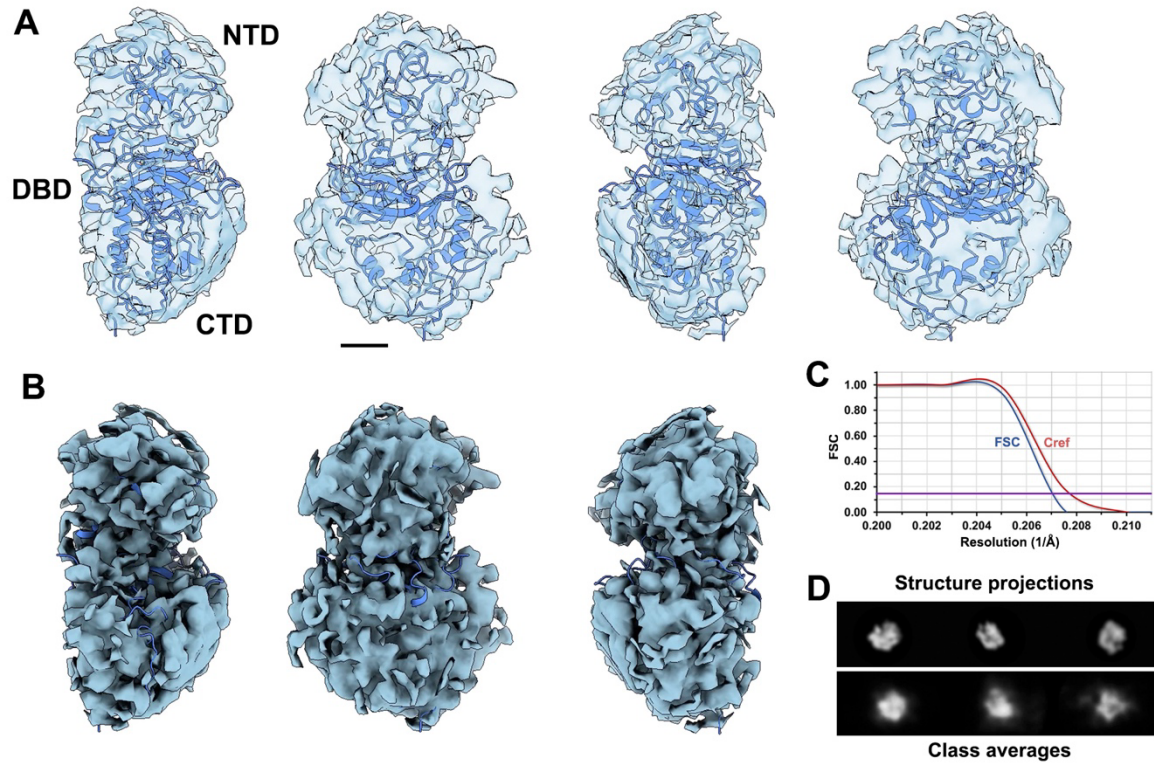 A
NTD
DBD
CTD
B
C
1.00
0.80
0.60
0.40
0.20
0.00
FSC
FSC
Cref
0.200
0.202
0.204
0.206
0.208
0.210
Resolution (1/Å)
D
Structure projections
Class averages